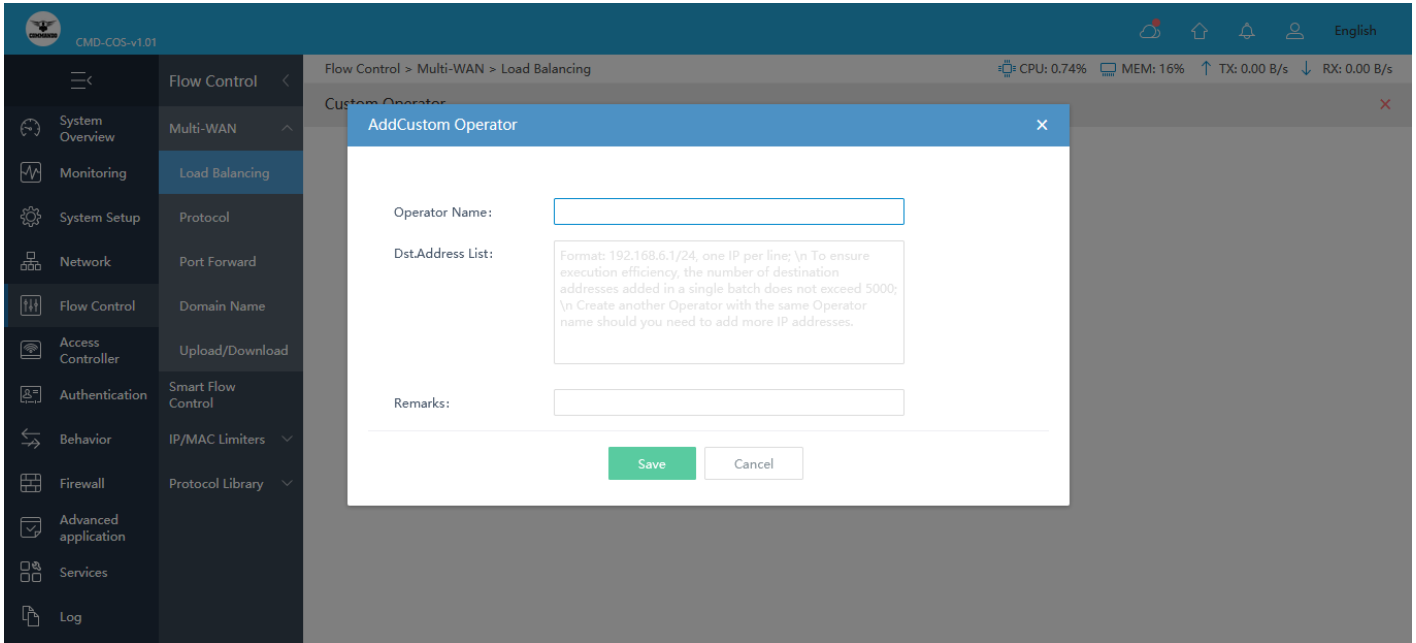 COMMANDO
CMD-COS-v1.01
English
Flow Control
Flow Control > Multi-WAN > Load Balancing
CPU: 0.74%
MEM: 16%
TX: 0.00 B/s
RX: 0.00 B/s
Custom Operator
System
Overview
Monitoring
System Setup
Network
Flow Control
Access
Controller
Authentication
Behavior
Firewall
Advanced
application
Services
Log
Multi-WAN
Load Balancing
Protocol
Port Forward
Domain Name
Upload/Download
Smart Flow
Control
IP/MAC Limiters
Protocol Library
AddCustom Operator
Operator Name:
Dst.Address List:
Format: 192.168.6.1/24, one IP per line; \n To ensure
execution efficiency, the number of destination
addresses added in a single batch does not exceed 5000;
\n Create another Operator with the same Operator
name should you need to add more IP addresses.
Remarks:
Save
Cancel